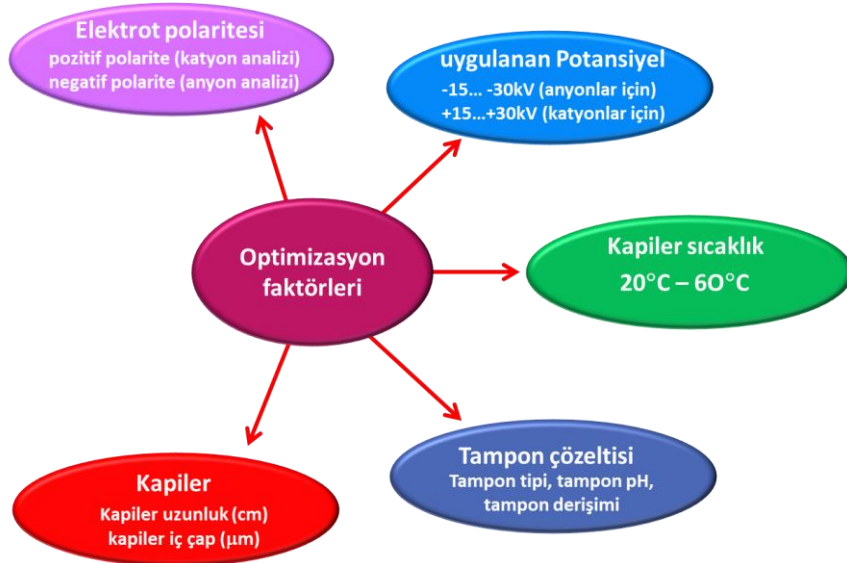 Elektrot polaritesi
pozitif polarite (katyon analizi)
negatif polarite (anyon analizi)
uygulanan Potansiyel
-15... -30kV (anyonlar için)
+15...+30kV (katyonlar için)
Optimizasyon
faktörleri
Kapiler sıcaklık
20°C – 6O°C
Kapiler
Kapiler uzunluk (cm)
kapiler iç çap (µm)
Tampon çözeltisi
Tampon tipi, tampon pH,
tampon derişimi